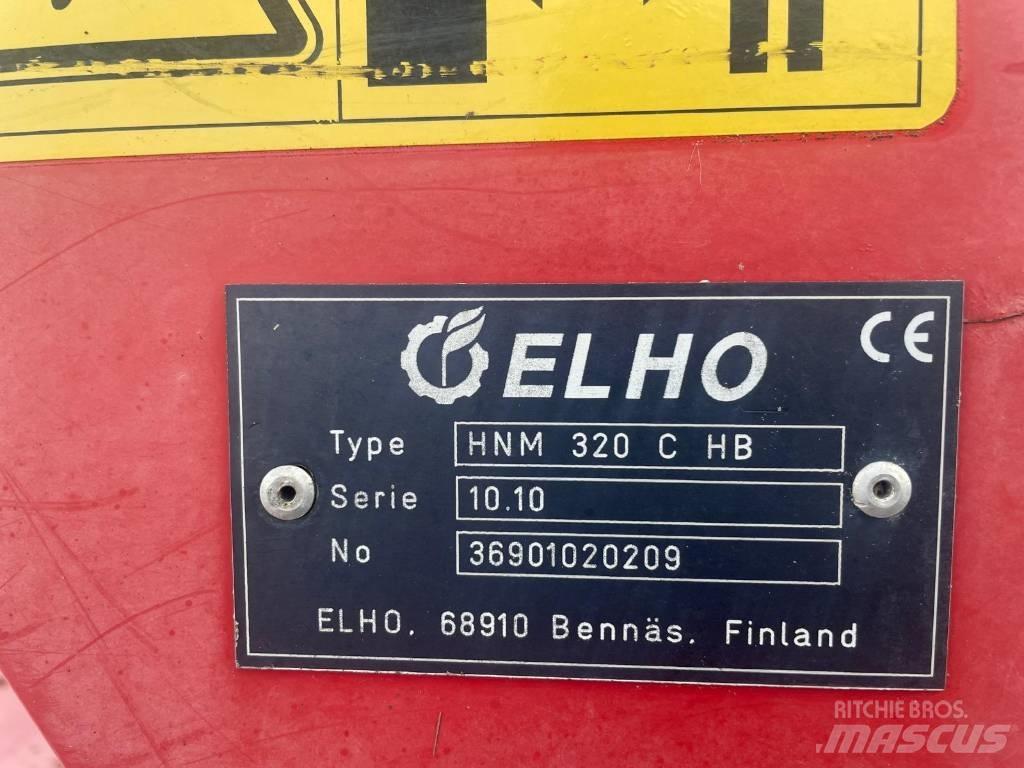 ELHO
CE
Type HNM 320 C HB
Serie 10.10
No 36901020209
ELHO, 68910 Bennäs, Finland
RITCHIE BROS.
MASCUS